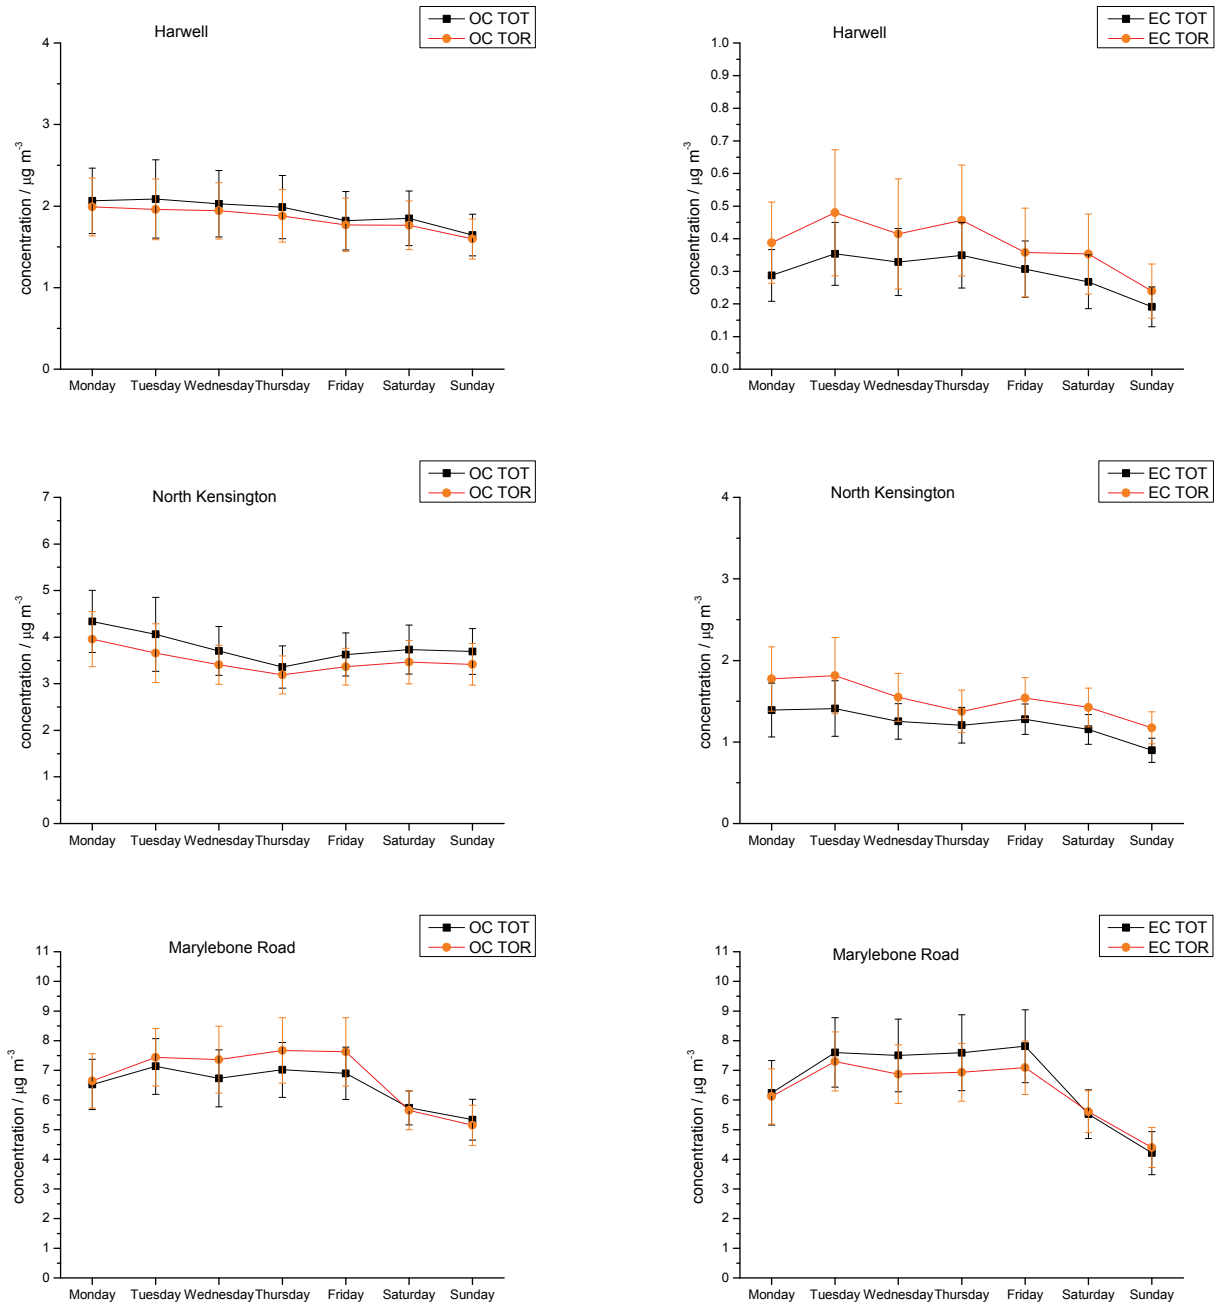 Harwell
OC TOT
OC TOR
concentration / µg m⁻³
4
3
2
1
0
Monday Tuesday Wednesday Thursday Friday Saturday Sunday
Harwell
EC TOT
EC TOR
concentration / µg m⁻³
1.0
0.9
0.8
0.7
0.6
0.5
0.4
0.3
0.2
0.1
0.0
Monday Tuesday Wednesday Thursday Friday Saturday Sunday
North Kensington
OC TOT
OC TOR
concentration / µg m⁻³
7
6
5
4
3
2
1
0
Monday Tuesday Wednesday Thursday Friday Saturday Sunday
North Kensington
EC TOT
EC TOR
concentration / µg m⁻³
4
3
2
1
0
Monday Tuesday Wednesday Thursday Friday Saturday Sunday
Marylebone Road
OC TOT
OC TOR
concentration / µg m⁻³
11
10
9
8
7
6
5
4
3
2
1
0
Monday Tuesday Wednesday Thursday Friday Saturday Sunday
Marylebone Road
EC TOT
EC TOR
concentration / µg m⁻³
11
10
9
8
7
6
5
4
3
2
1
0
Monday Tuesday Wednesday Thursday Friday Saturday Sunday